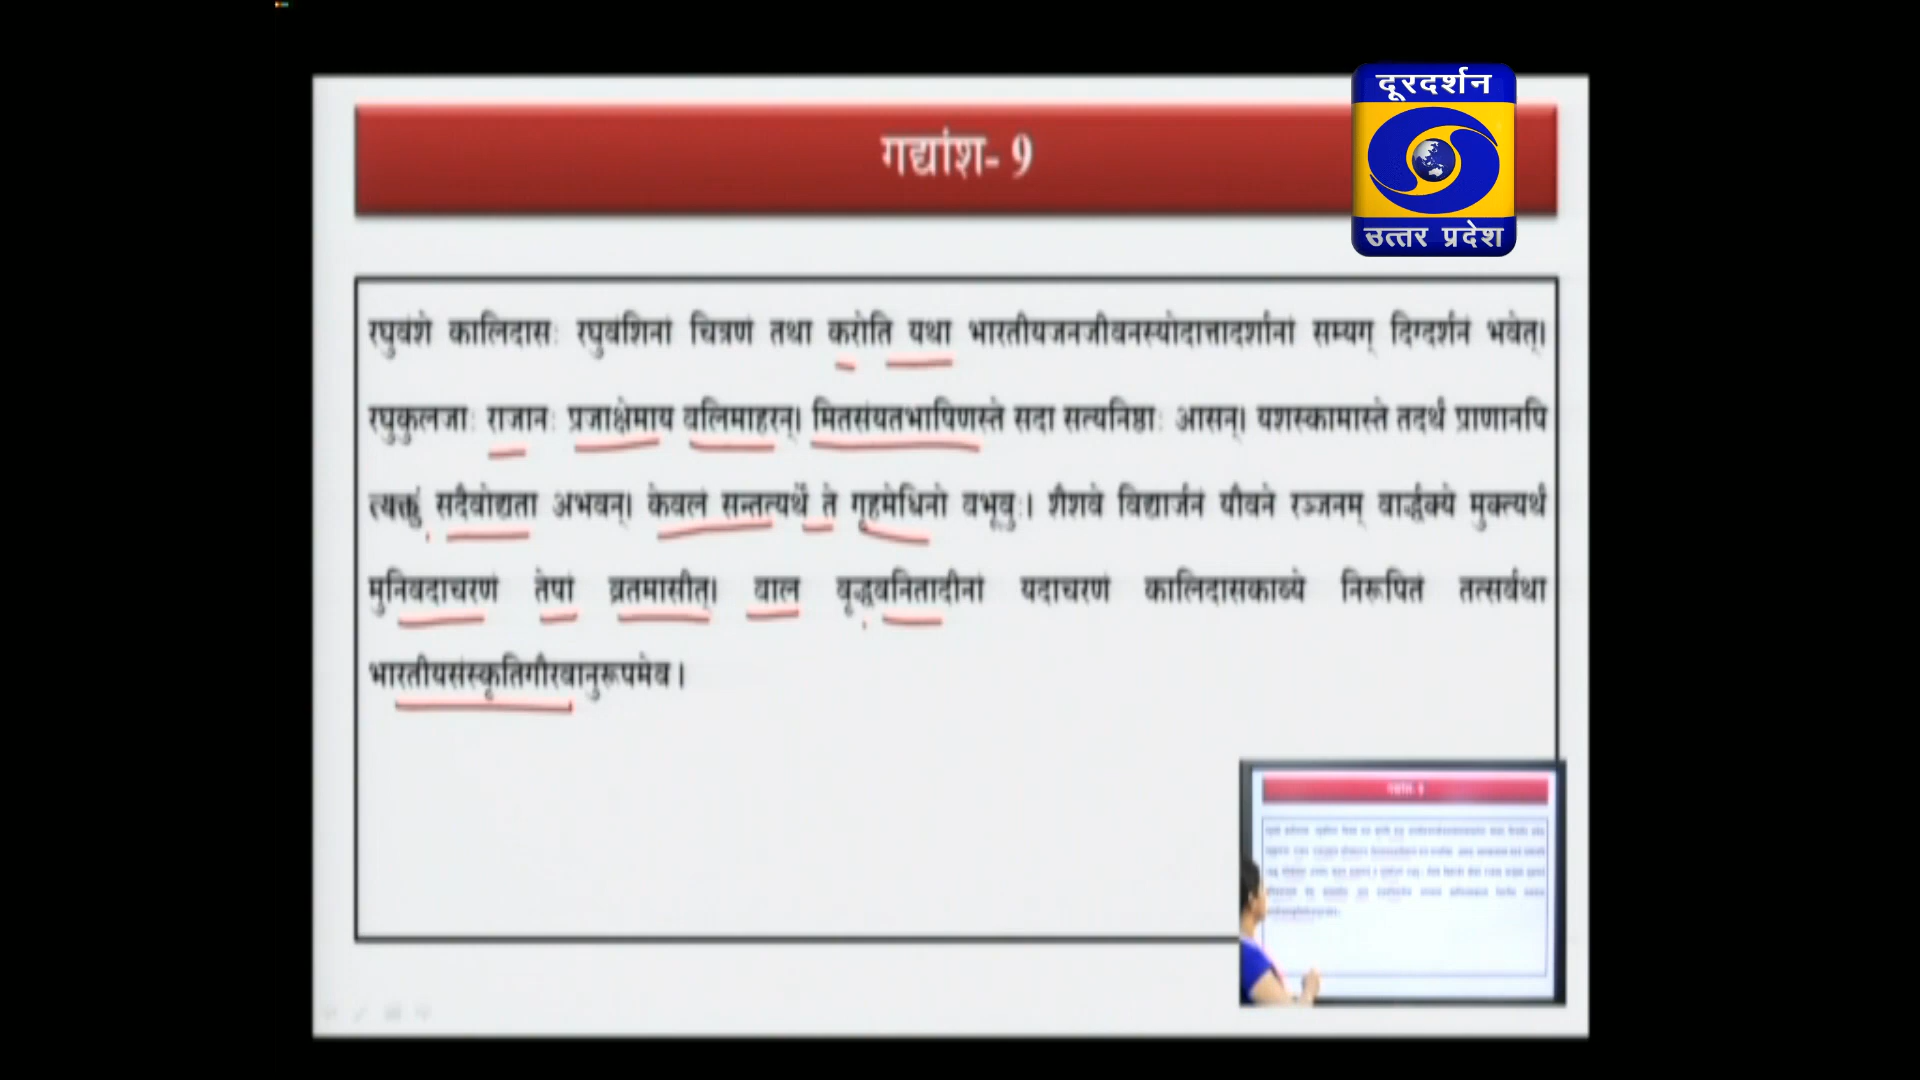 दूरदर्शन
उत्तर प्रदेश
गद्यांश- 9
रघुवंशे कालिदासः रघुवंशिनां चित्रणं तथा करोति यथा भारतीयजनजीवनस्योदात्तादर्शानां सम्यग् दिग्दर्शनं भवेत्।
रघुकुलजाः राजानः प्रजाक्षेमाय बलिमाहरन्। मितसंयतभाषिणस्ते सदा सत्यनिष्ठाः आसन्। यशस्कामास्ते तदर्थं प्राणानपि
त्यक्तुं सदैवोद्यता अभवन्। केवलं सन्तत्यर्थे ते गृहमेधिनो बभूवुः। शैशवे विद्यार्जनं यौवने रञ्जनम् वार्द्धक्ये मुक्त्यर्थं
मुनिवदाचरणं तेषां व्रतमासीत्। बाल वृद्धवनितादीनां यदाचरणं कालिदासकाव्ये निरूपितं तत्सर्वथा
भारतीयसंस्कृतिगौरवानुरूपमेव।